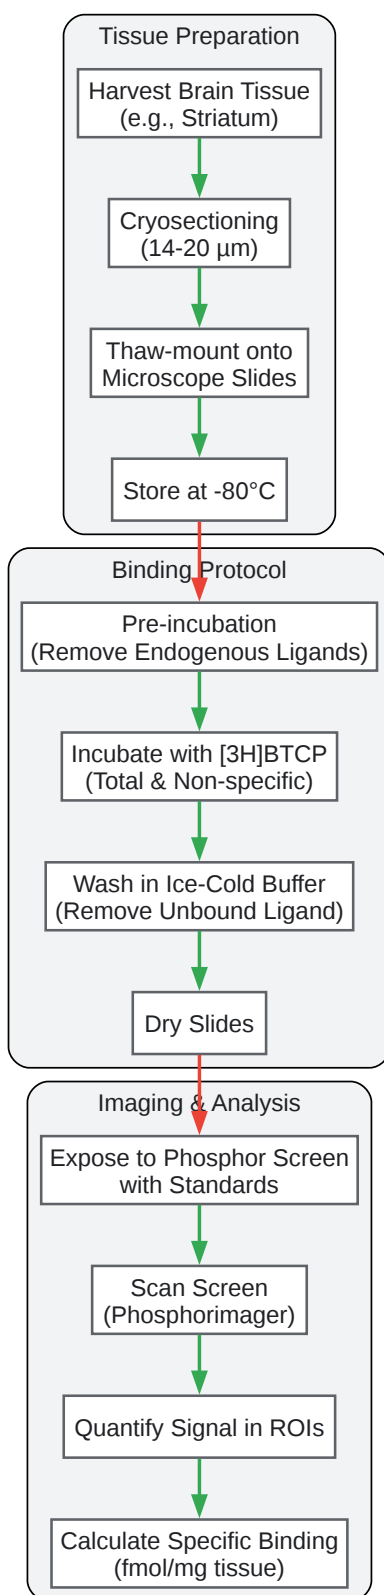 Tissue Preparation
Harvest Brain Tissue
(e.g., Striatum)
Cryosectioning
(14-20 µm)
Thaw-mount onto
Microscope Slides
Store at -80°C
Binding Protocol
Pre-incubation
(Remove Endogenous Ligands)
Incubate with [3H]BTCP
(Total & Non-specific)
Wash in Ice-Cold Buffer
(Remove Unbound Ligand)
Dry Slides
Imaging & Analysis
Expose to Phosphor Screen
with Standards
Scan Screen
(Phosphorimager)
Quantify Signal in ROIs
Calculate Specific Binding
(fmol/mg tissue)